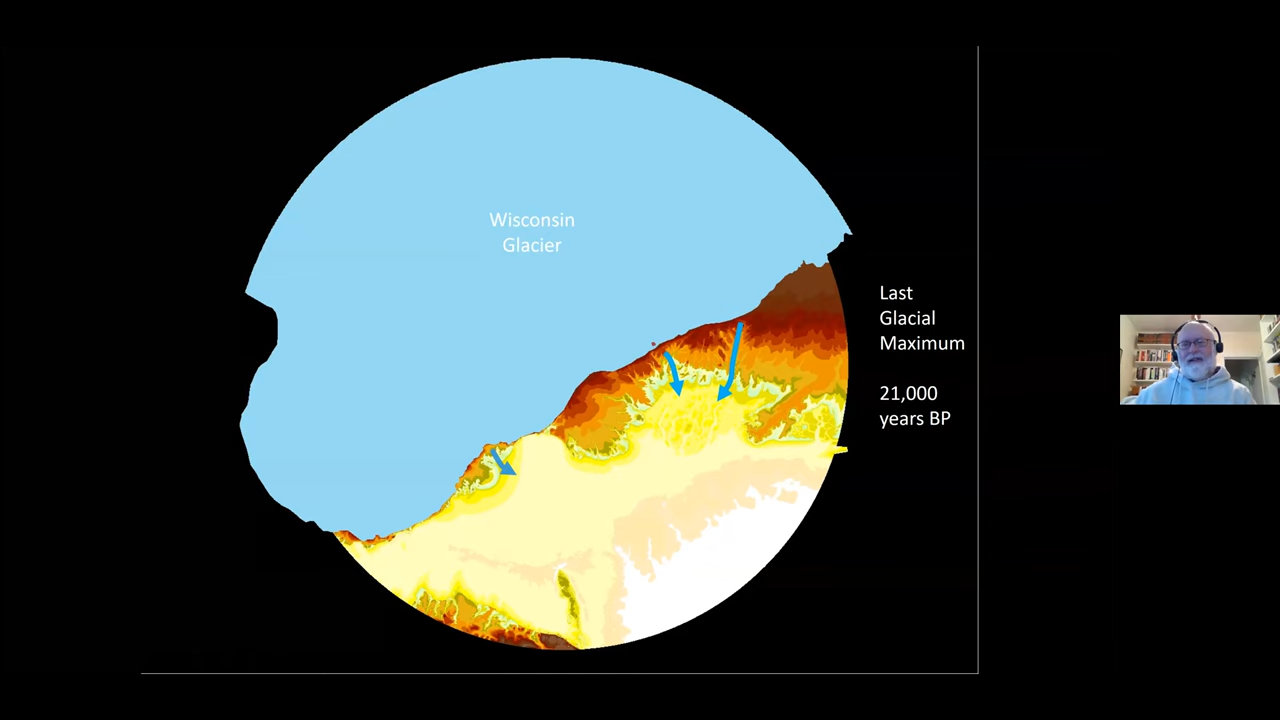 Wisconsin
Glacier
Last
Glacial
Maximum
21,000
years BP